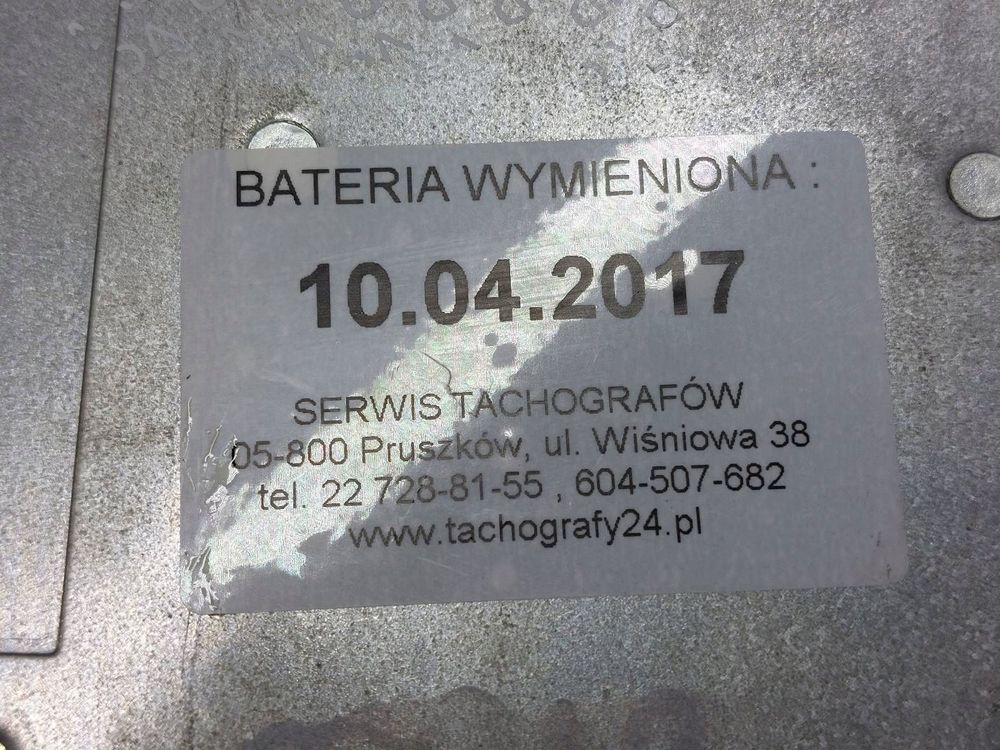 BATERIA WYMIENIONA :
10.04.2017
SERWIS TACHOGRAFÓW
05-800 Pruszków, ul. Wiśniowa 38
tel. 22 728-81-55 , 604-507-682
www.tachografy24.pl